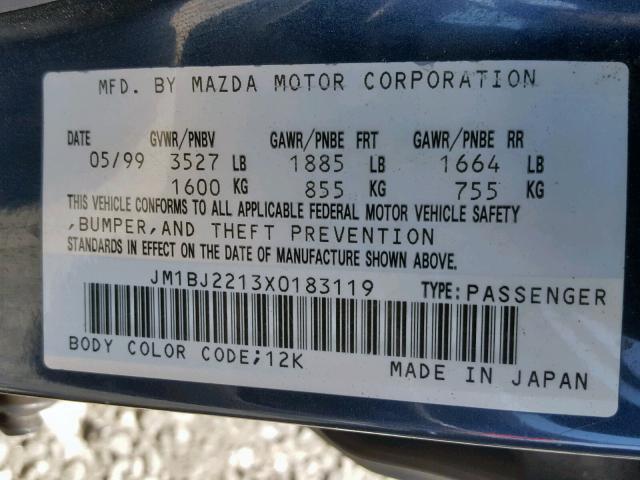 MFD. BY MAZDA MOTOR CORPORATION
DATE GVWR/PNBV GAWR/PNBE FRT GAWR/PNBE RR
05/99 3527 LB 1885 LB 1664 LB
1600 KG 855 KG 755 KG
THIS VEHICLE CONFORMS TO ALL APPLICABLE FEDERAL MOTOR VEHICLE SAFETY
,BUMPER,AND THEFT PREVENTION
STANDARDS IN EFFECT ON THE DATE OF MANUFACTURE SHOWN ABOVE.
JM1BJ2213X0183119 TYPE:PASSENGER
BODY COLOR CODE;12K MADE IN JAPAN